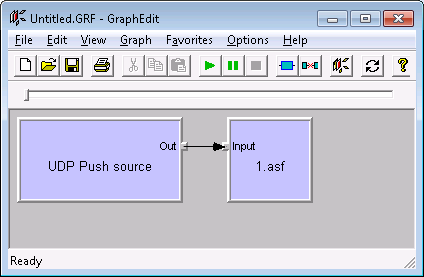 Untitled.GRF - GraphEdit
File Edit View Graph Favorites Options Help
?
Out Input
UDP Push source 1.asf
Ready